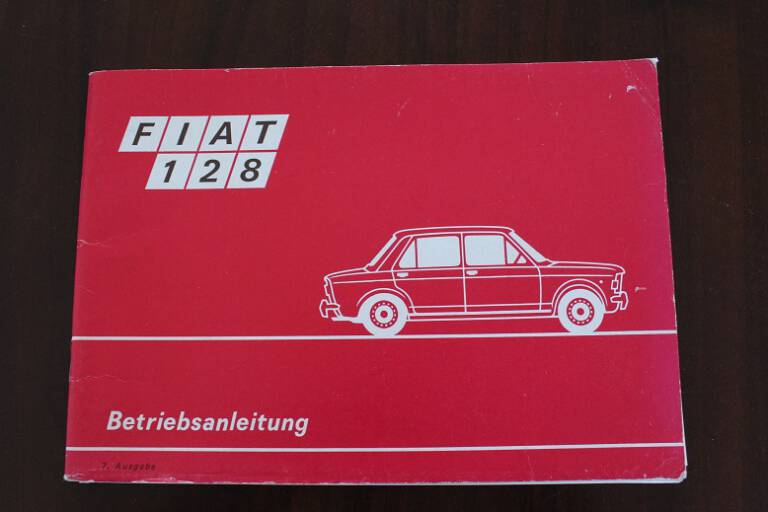 FIAT
128
Betriebsanleitung
7. Ausgabe